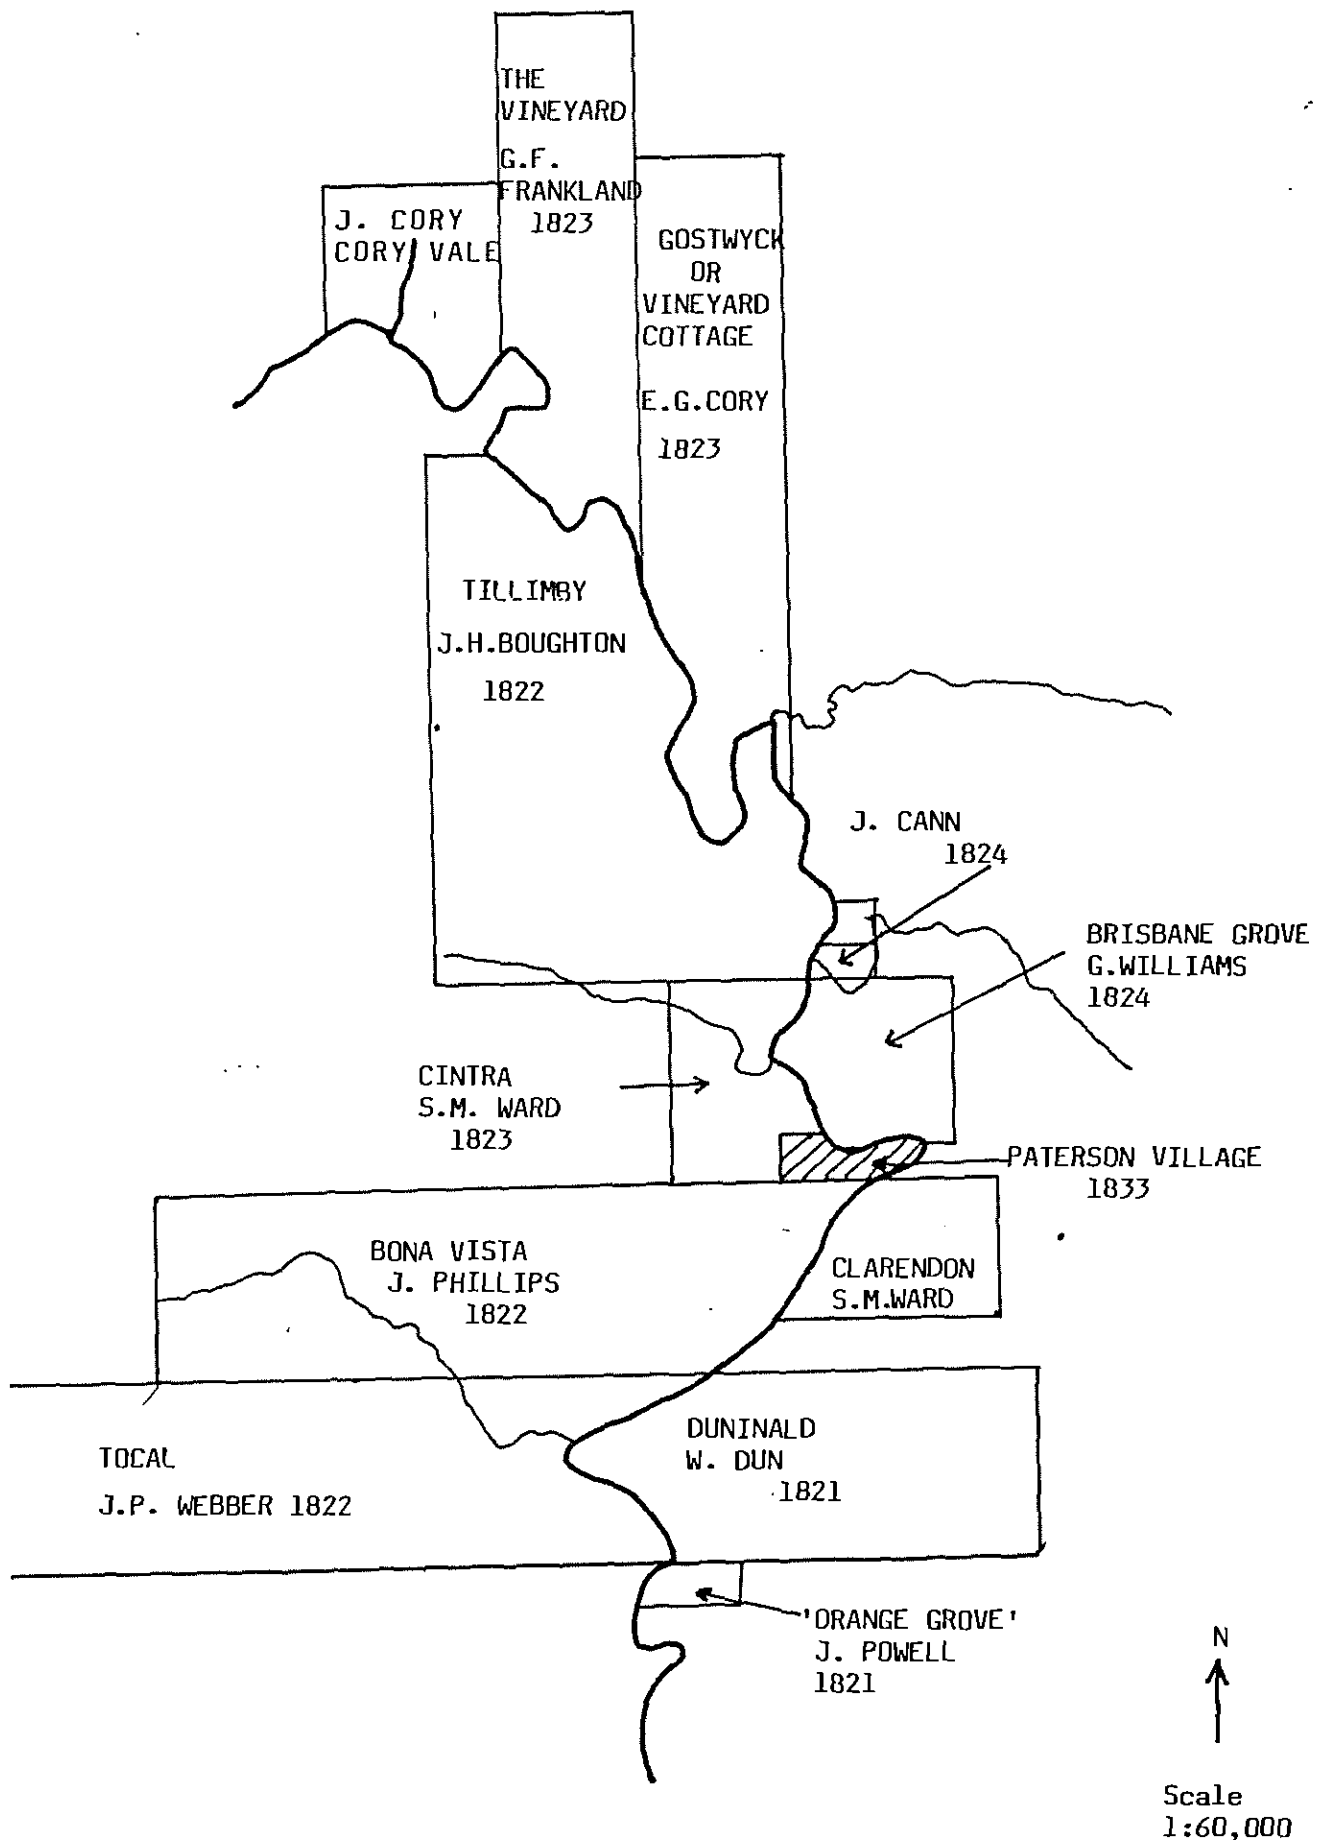 THE
VINEYARD
G.F.
FRANKLAND
1823
J. CORY
CORY VALE
GOSTWYCK
OR
VINEYARD
COTTAGE
E.G.CORY
1823
TILLIMBY
J.H.BOUGHTON
1822
J. CANN
1824
BRISBANE GROVE
G.WILLIAMS
1824
CINTRA
S.M. WARD
1823
PATERSON VILLAGE
1833
BONA VISTA
J. PHILLIPS
1822
CLARENDON
S.M.WARD
TOCAL
J.P. WEBBER 1822
DUNINALD
W. DUN
1821
'ORANGE GROVE'
J. POWELL
1821
N
Scale
1:60,000